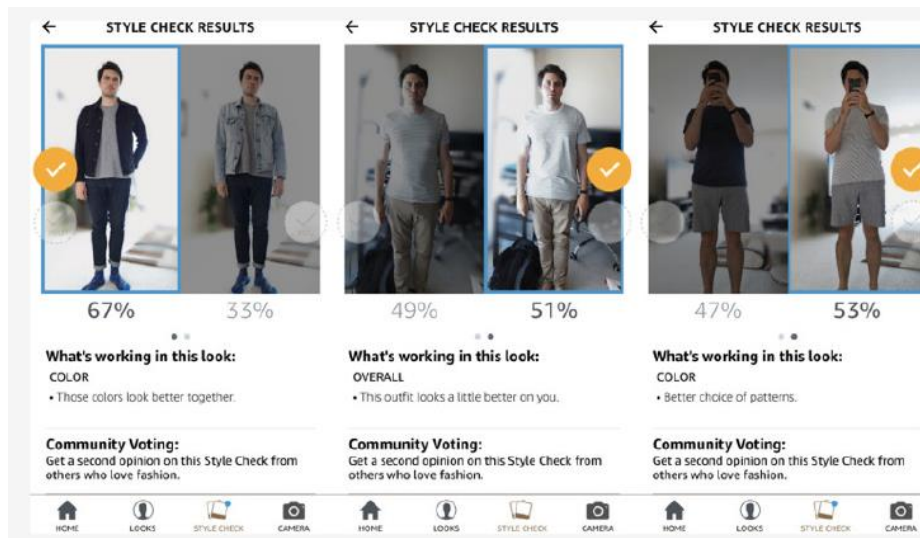 STYLE CHECK RESULTS
67%
33%
What's working in this look:
COLOR
• Those colors look better together.
Community Voting:
Get a second opinion on this Style Check from
others who love fashion.
HOME
LOOKS
STYLE CHECK
CAMERA
STYLE CHECK RESULTS
49%
51%
What's working in this look:
OVERALL
• This outfit looks a little better on you.
Community Voting:
Get a second opinion on this Style Check from
others who love fashion.
HOME
LOOKS
STYLE CHECK
CAMERA
STYLE CHECK RESULTS
47%
53%
What's working in this look:
COLOR
• Better choice of patterns.
Community Voting:
Get a second opinion on this Style Check from
others who love fashion.
HOME
LOOKS
STYLE CHECK
CAMERA